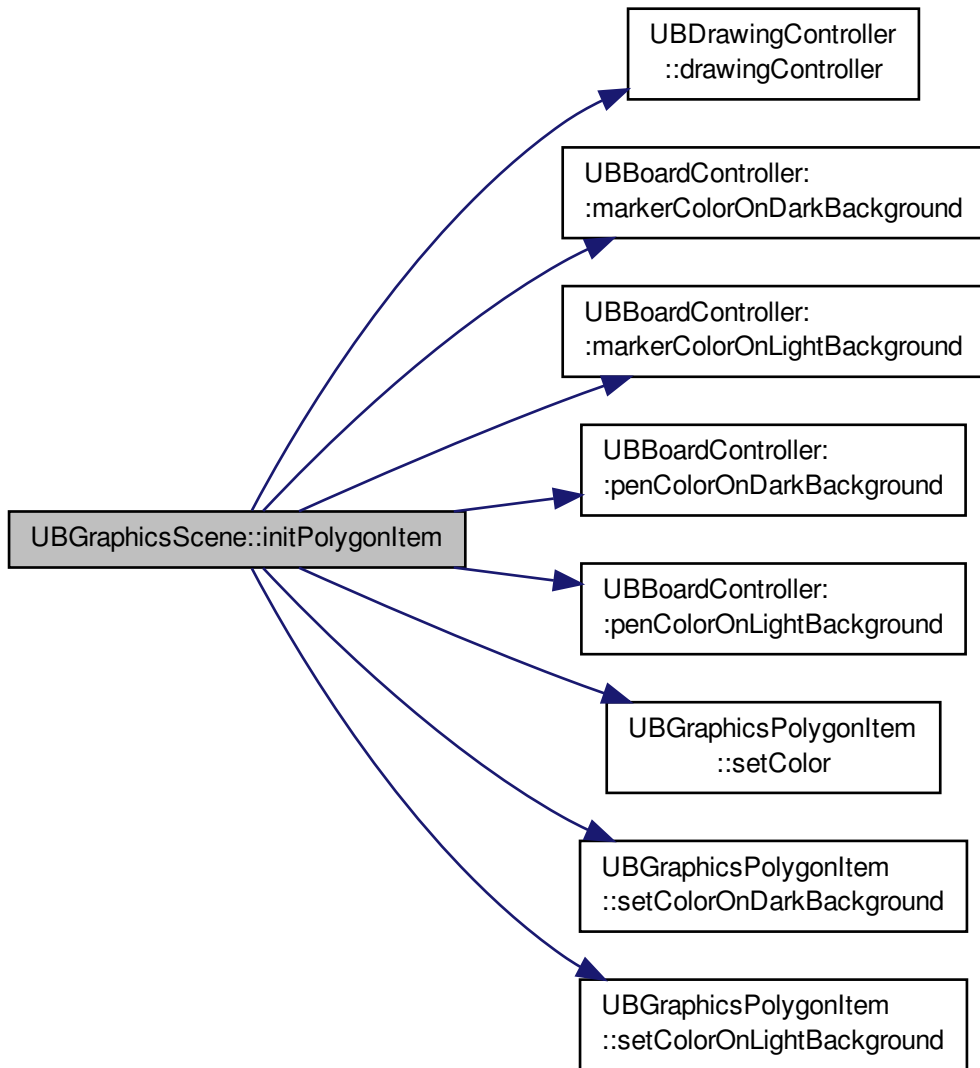 UBDrawingController
::drawingController
UBBoardController:
:markerColorOnDarkBackground
UBBoardController:
:markerColorOnLightBackground
UBBoardController:
:penColorOnDarkBackground
UBGraphicsScene::initPolygonItem
UBBoardController:
:penColorOnLightBackground
UBGraphicsPolygonItem
::setColor
UBGraphicsPolygonItem
::setColorOnDarkBackground
UBGraphicsPolygonItem
::setColorOnLightBackground